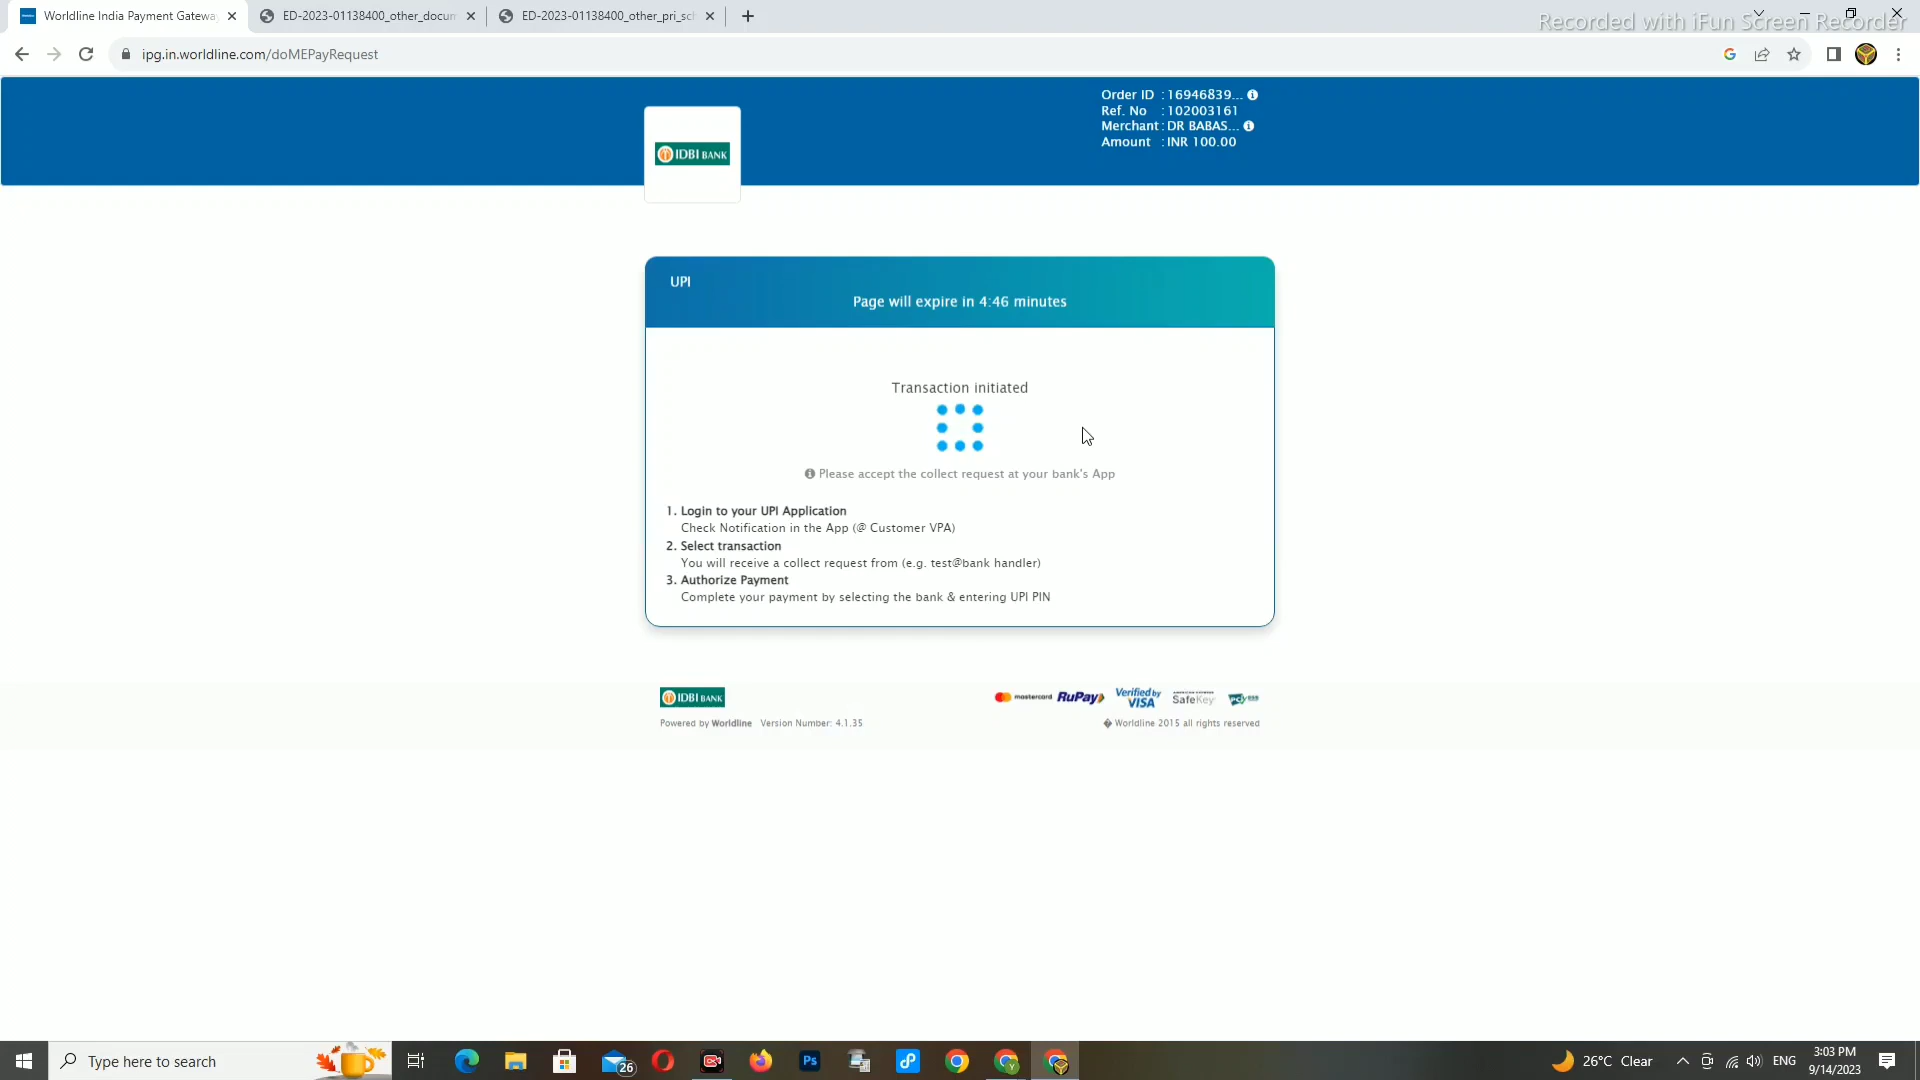 Worldline India Payment Gateway
ED-2023-01138400_other_docum
ED-2023-01138400_other_pri_sch
Recorded with iFun Screen Recorder
ipg.in.worldline.com/doMEPayRequest
Order ID : 16946839...
Ref. No : 102003161
Merchant : DR BABAS...
Amount : INR 100.00
IDBI BANK
UPI
Page will expire in 4:46 minutes
Transaction initiated
Please accept the collect request at your bank's App
1. Login to your UPI Application
Check Notification in the App (@ Customer VPA)
2. Select transaction
You will receive a collect request from (e.g. test@bank handler)
3. Authorize Payment
Complete your payment by selecting the bank & entering UPI PIN
IDBI BANK
mastercard RuPay Verified by VISA SafeKey
Powered by Worldline Version Number: 4.1.35
� Worldline 2015 all rights reserved
Type here to search
26
Ps
26°C Clear
ENG
3:03 PM
9/14/2023